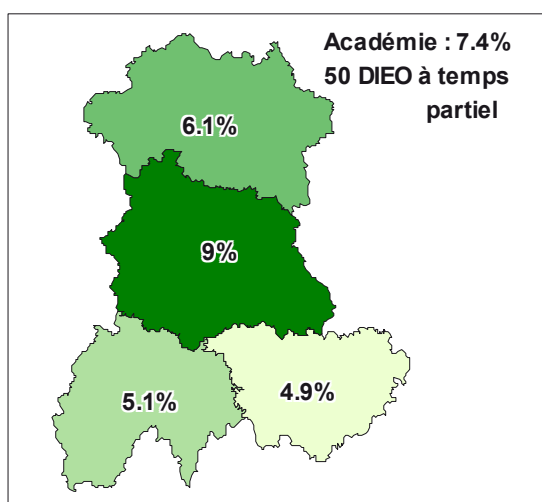 Académie : 7.4%
50 DIEO à temps
partiel
6.1%
9%
5.1%
4.9%